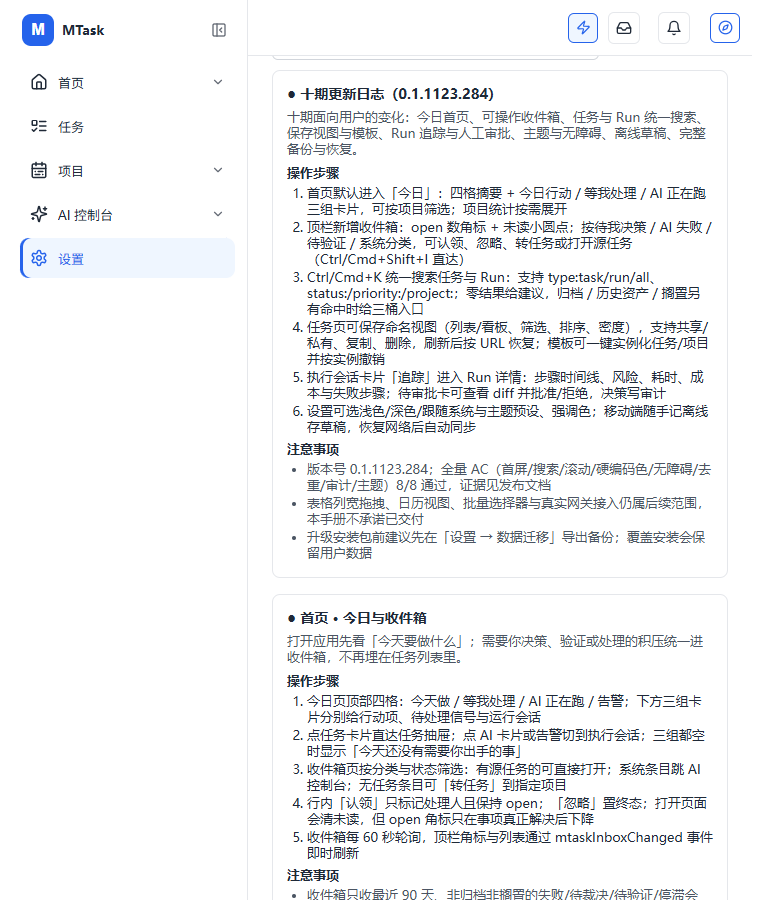 M MTask
首页
任务
项目
AI 控制台
设置
● 十期更新日志（0.1.1123.284）
十期面向用户的变化：今日首页、可操作收件箱、任务与 Run 统一搜索、
保存视图与模板、Run 追踪与人工审批、主题与无障碍、离线草稿、完整
备份与恢复。
操作步骤
1. 首页默认进入「今日」：四格摘要 + 今日行动 / 等我处理 / AI 正在跑
三组卡片，可按项目筛选；项目统计按需展开
2. 顶栏新增收件箱：open 数角标 + 未读小圆点；按待我决策 / AI 失败 /
待验证 / 系统分类，可认领、忽略、转任务或打开源任务
（Ctrl/Cmd+Shift+I 直达）
3. Ctrl/Cmd+K 统一搜索任务与 Run：支持 type:task/run/all、
status:/priority:/project:；零结果给建议，归档 / 历史资产 / 搁置另
有命中时给三桶入口
4. 任务页可保存命名视图（列表/看板、筛选、排序、密度），支持共享/
私有、复制、删除，刷新后按 URL 恢复；模板可一键实例化任务/项目
并按实例撤销
5. 执行会话卡片「追踪」进入 Run 详情：步骤时间线、风险、耗时、成
本与失败步骤；待审批卡可查看 diff 并批准/拒绝，决策写审计
6. 设置可选浅色/深色/跟随系统与主题预设、强调色；移动端随手记离线
存草稿，恢复网络后自动同步
注意事项
• 版本号 0.1.1123.284；全量 AC（首屏/搜索/滚动/硬编码色/无障碍/去
重/审计/主题）8/8 通过，证据见发布文档
• 表格列宽拖拽、日历视图、批量选择器与真实网关接入仍属后续范围，
本手册不承诺已交付
• 升级安装包前建议先在「设置 → 数据迁移」导出备份；覆盖安装会保
留用户数据
● 首页 • 今日与收件箱
打开应用先看「今天要做什么」；需要你决策、验证或处理的积压统一进
收件箱，不再埋在任务列表里。
操作步骤
1. 今日页顶部四格：今天做 / 等我处理 / AI 正在跑 / 告警；下方三组卡
片分别给行动项、待处理信号与运行会话
2. 点任务卡片直达任务抽屉；点 AI 卡片或告警切到执行会话；三组都空
时显示「今天还没有需要你出手的事」
3. 收件箱页按分类与状态筛选：有源任务的可直接打开；系统条目跳 AI
控制台；无任务条目可「转任务」到指定项目
4. 行内「认领」只标记处理人且保持 open；「忽略」置终态；打开页面
会清未读，但 open 角标只在事项真正解决后下降
5. 收件箱每 60 秒轮询，顶栏角标与列表通过 mtaskInboxChanged 事件
即时刷新
注意事项
• 收件箱只收最近 90 天、非归档非搁置的失败/待裁决/待验证/停滞会